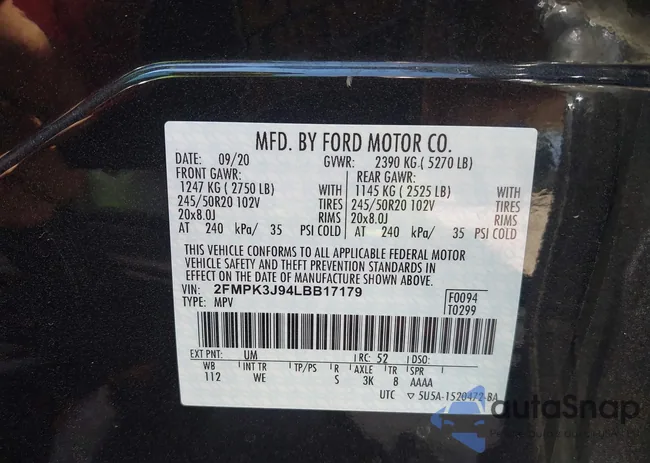 MFD. BY FORD MOTOR CO.
DATE: 09/20 GVWR: 2390 KG ( 5270 LB)
FRONT GAWR: REAR GAWR:
1247 KG ( 2750 LB) WITH 1145 KG ( 2525 LB) WITH
245/50R20 102V TIRES 245/50R20 102V TIRES
20x8.0J RIMS 20x8.0J RIMS
AT 240 kPa/ 35 PSI COLD AT 240 kPa/ 35 PSI COLD
THIS VEHICLE CONFORMS TO ALL APPLICABLE FEDERAL MOTOR
VEHICLE SAFETY AND THEFT PREVENTION STANDARDS IN
EFFECT ON THE DATE OF MANUFACTURE SHOWN ABOVE.
VIN: 2FMPK3J94LBB17179 F0094
TYPE: MPV T0299
EXT PNT: UM RC: 52 DSO:
WB INT TR TP/PS R AXLE TR SPR
112 WE S 3K 8 AAAA
UTC ▽ 5U5A-1520472-BA
autoSnap